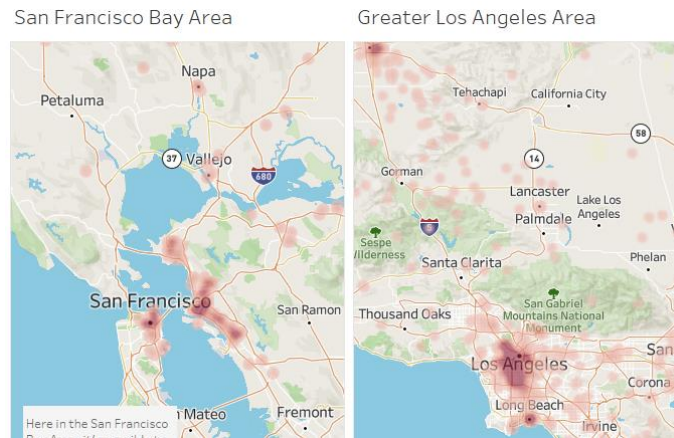 San Francisco Bay Area
Napa
Petaluma
37
Vallejo
680
San Francisco
San Ramon
Mateo
Fremont
Here in the San Francisco
Greater Los Angeles Area
Tehachapi
California City
58
14
Gorman
Lancaster
Lake Los
Angeles
Palmdale
5
Sespe
Wilderness
Phelan
Santa Clarita
San Gabriel
Mountains National
Monument
Thousand Oaks
Los Angeles
San
Corona
Long Beach
Irvine